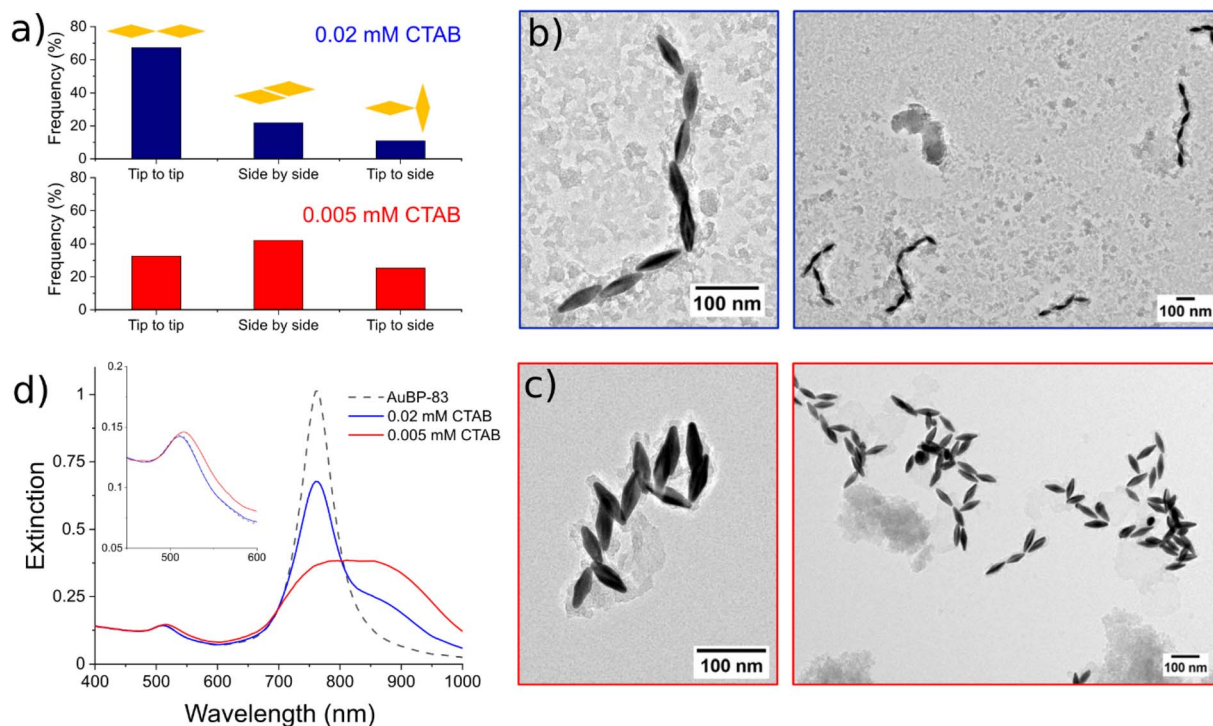 a)
0.02 mM CTAB
Frequency (%)
80
60
40
20
0
Tip to tip
Side by side
Tip to side
0.005 mM CTAB
Frequency (%)
80
60
40
20
0
Tip to tip
Side by side
Tip to side
b)
100 nm
100 nm
d)
Extinction
1
0.75
0.5
0.25
0
400
500
600
700
800
900
1000
Wavelength (nm)
0.2
0.15
0.1
0.05
500
600
AuBP-83
0.02 mM CTAB
0.005 mM CTAB
c)
100 nm
100 nm